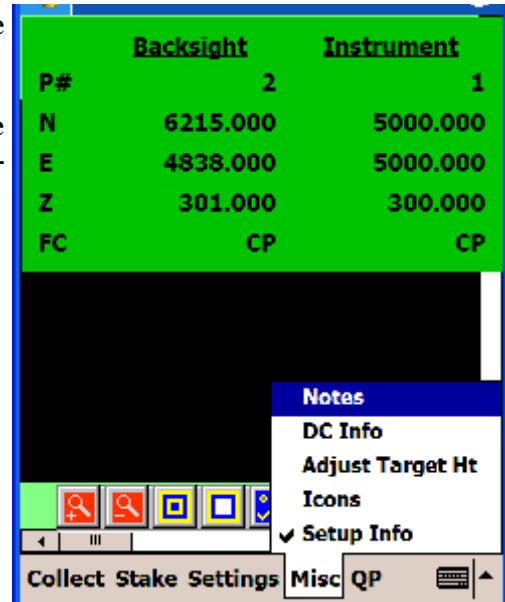 e
Backsight Instrument
P# 2 1
e
N 6215.000 5000.000
-
E 4838.000 5000.000
Z 301.000 300.000
FC CP CP
Notes
DC Info
Adjust Target Ht
Icons
Setup Info
Collect Stake Settings Misc QP